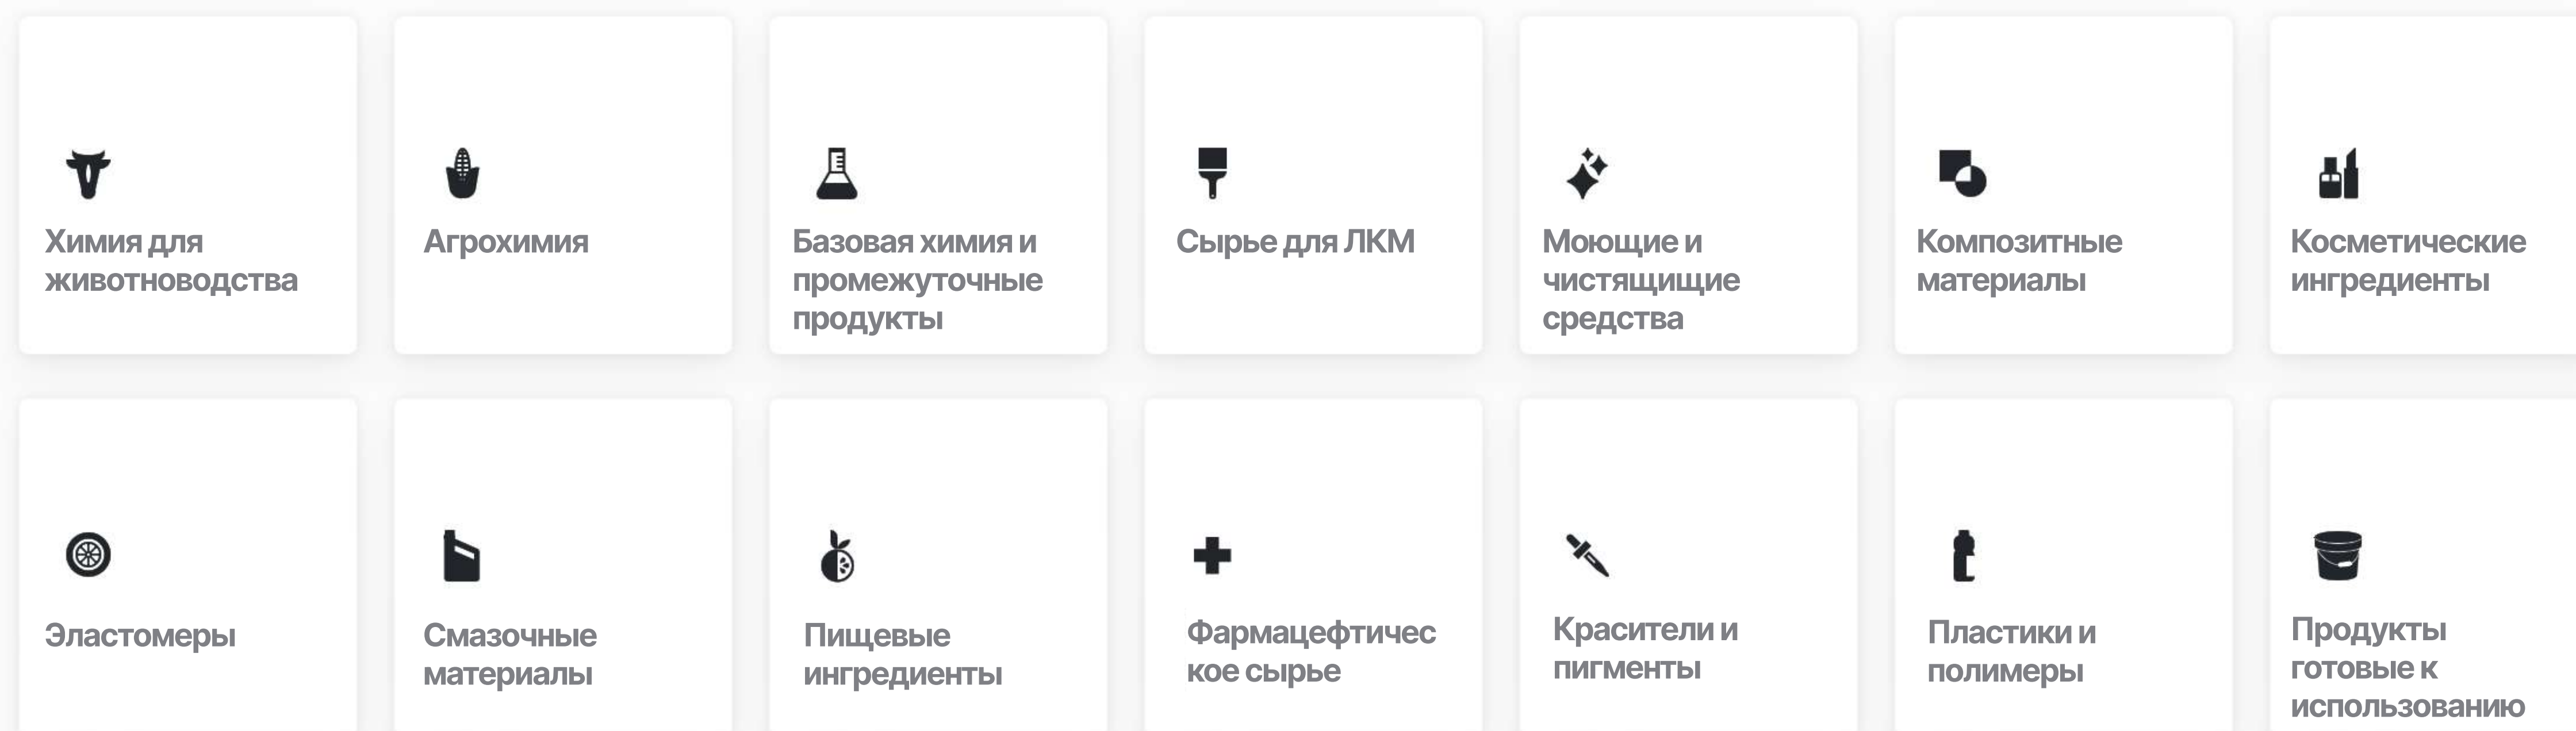 Химия для
животноводства
Агрохимия
Базовая химия и
промежуточные
продукты
Сырье для ЛКМ
Моющие и
чистящищие
средства
Композитные
материалы
Косметические
ингредиенты
Эластомеры
Смазочные
материалы
Пищевые
ингредиенты
Фармацефтичес
кое сырье
Красители и
пигменты
Пластики и
полимеры
Продукты
готовые к
использованию